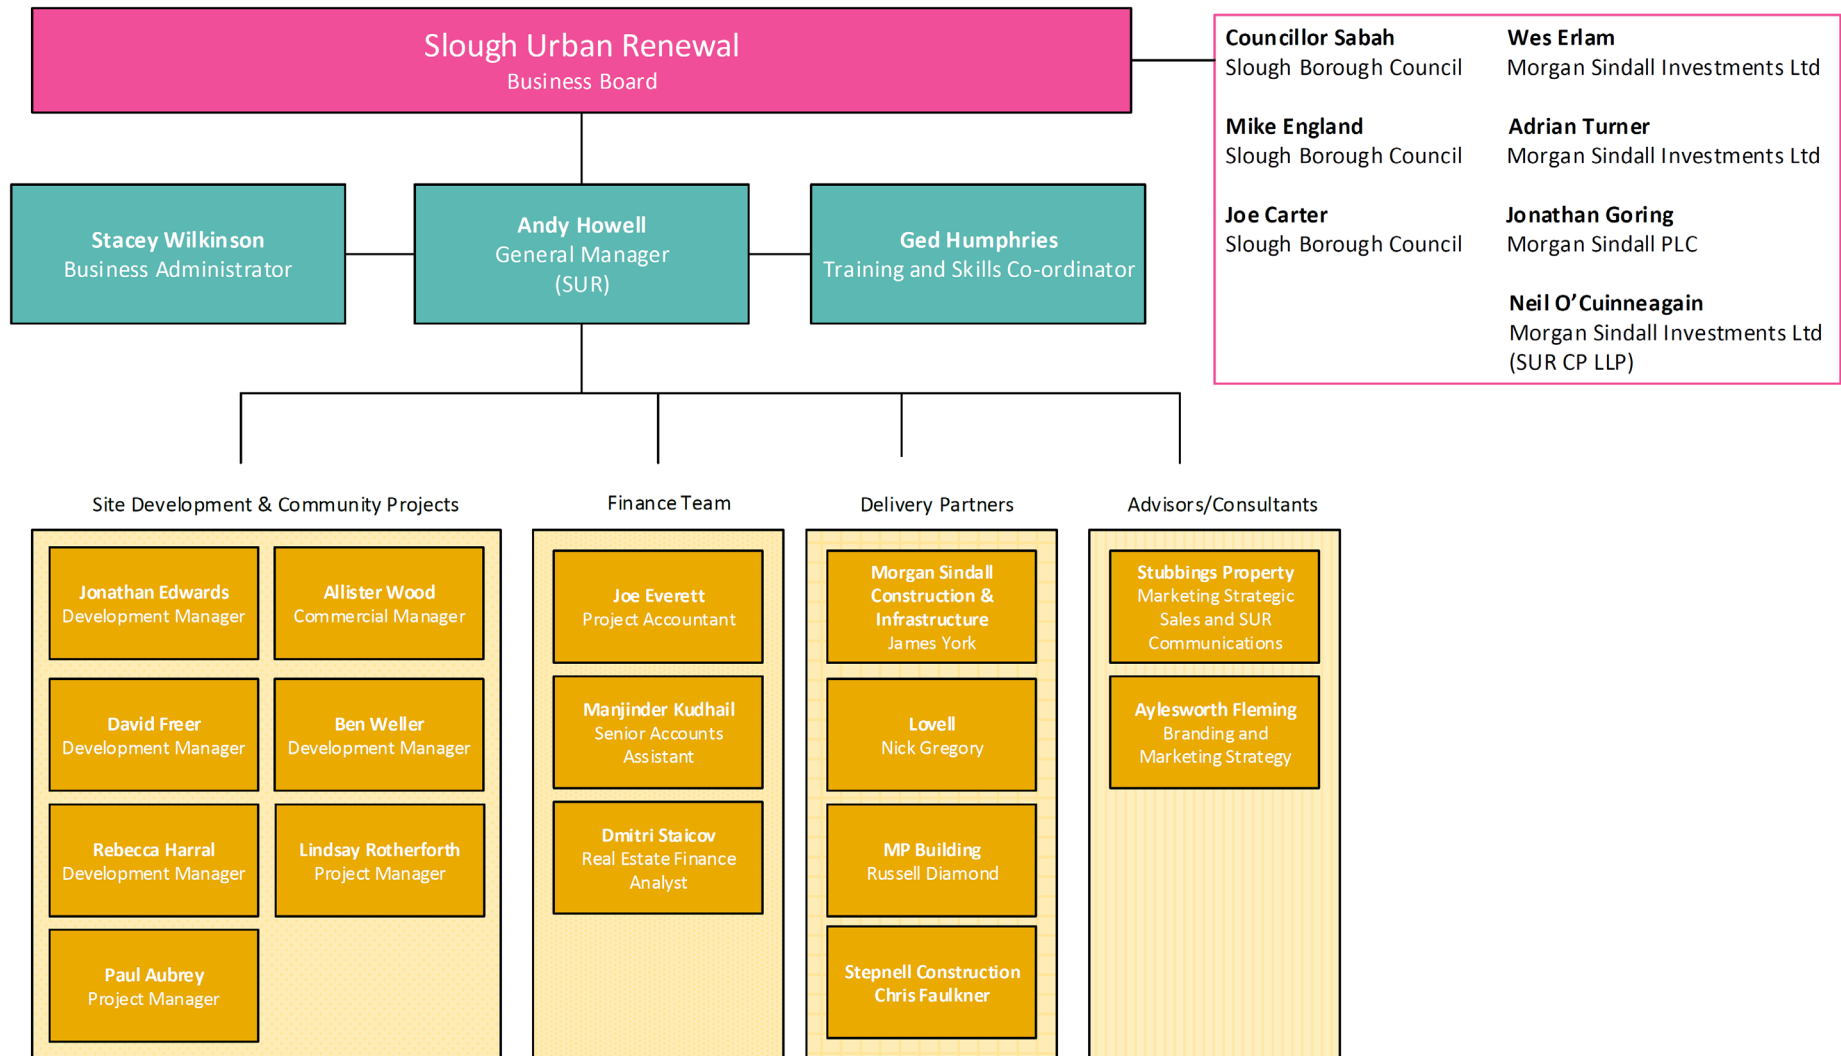 Slough Urban Renewal
Business Board
Councillor Sabah
Slough Borough Council
Mike England
Slough Borough Council
Joe Carter
Slough Borough Council
Wes Erlam
Morgan Sindall Investments Ltd
Adrian Turner
Morgan Sindall Investments Ltd
Jonathan Goring
Morgan Sindall PLC
Neil O’Cuinneagain
Morgan Sindall Investments Ltd
(SUR CP LLP)
Stacey Wilkinson
Business Administrator
Andy Howell
General Manager
(SUR)
Ged Humphries
Training and Skills Co-ordinator
Site Development & Community Projects
Jonathan Edwards
Development Manager
Allister Wood
Commercial Manager
David Freer
Development Manager
Ben Weller
Development Manager
Rebecca Harral
Development Manager
Lindsay Rotherforth
Project Manager
Paul Aubrey
Project Manager
Finance Team
Joe Everett
Project Accountant
Manjinder Kudhail
Senior Accounts
Assistant
Dmitri Staicov
Real Estate Finance
Analyst
Delivery Partners
Morgan Sindall
Construction &
Infrastructure
James York
Lovell
Nick Gregory
MP Building
Russell Diamond
Stepnell Construction
Chris Faulkner
Advisors/Consultants
Stubbings Property
Marketing Strategic
Sales and SUR
Communications
Aylesworth Fleming
Branding and
Marketing Strategy